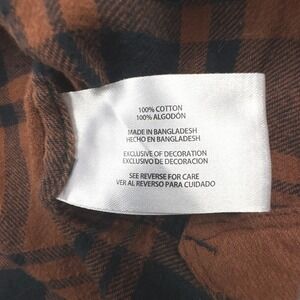 100% COTTON
100% ALGODÓN
MADE IN BANGLADESH
HECHO EN BANGLADESH
EXCLUSIVE OF DECORATION
EXCLUSIVO DE DECORACION
SEE REVERSE FOR CARE
VER AL REVERSO PARA CUIDADO